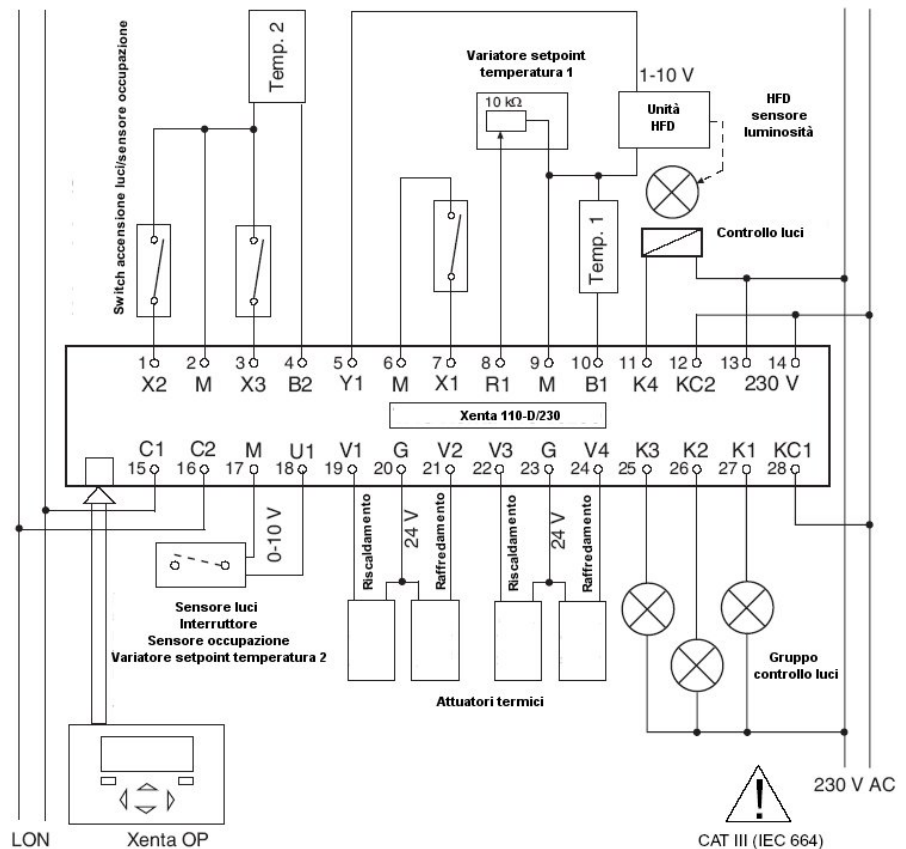 Temp. 2
Switch accensione luci/sensore occupazione
Variatore setpoint
temperatura 1
10 kΩ
1-10 V
Unità
HFD
HFD
sensore
luminosità
Temp. 1
Controllo luci
1 2 3 4 5 6 7 8 9 10 11 12 13 14
X2 M X3 B2 Y1 M X1 R1 M B1 K4 KC2 230 V
Xenta 110-D/230
C1 C2 M U1 V1 G V2 V3 G V4 K3 K2 K1 KC1
15 16 17 18 19 20 21 22 23 24 25 26 27 28
0-10 V
Riscaldamento
24 V
Raffredamento
Riscaldamento
24 V
Raffredamento
Sensore luci
Interruttore
Sensore occupazione
Variatore setpoint temperatura 2
Attuatori termici
Gruppo
controllo luci
230 V AC
LON
Xenta OP
!
CAT III (IEC 664)